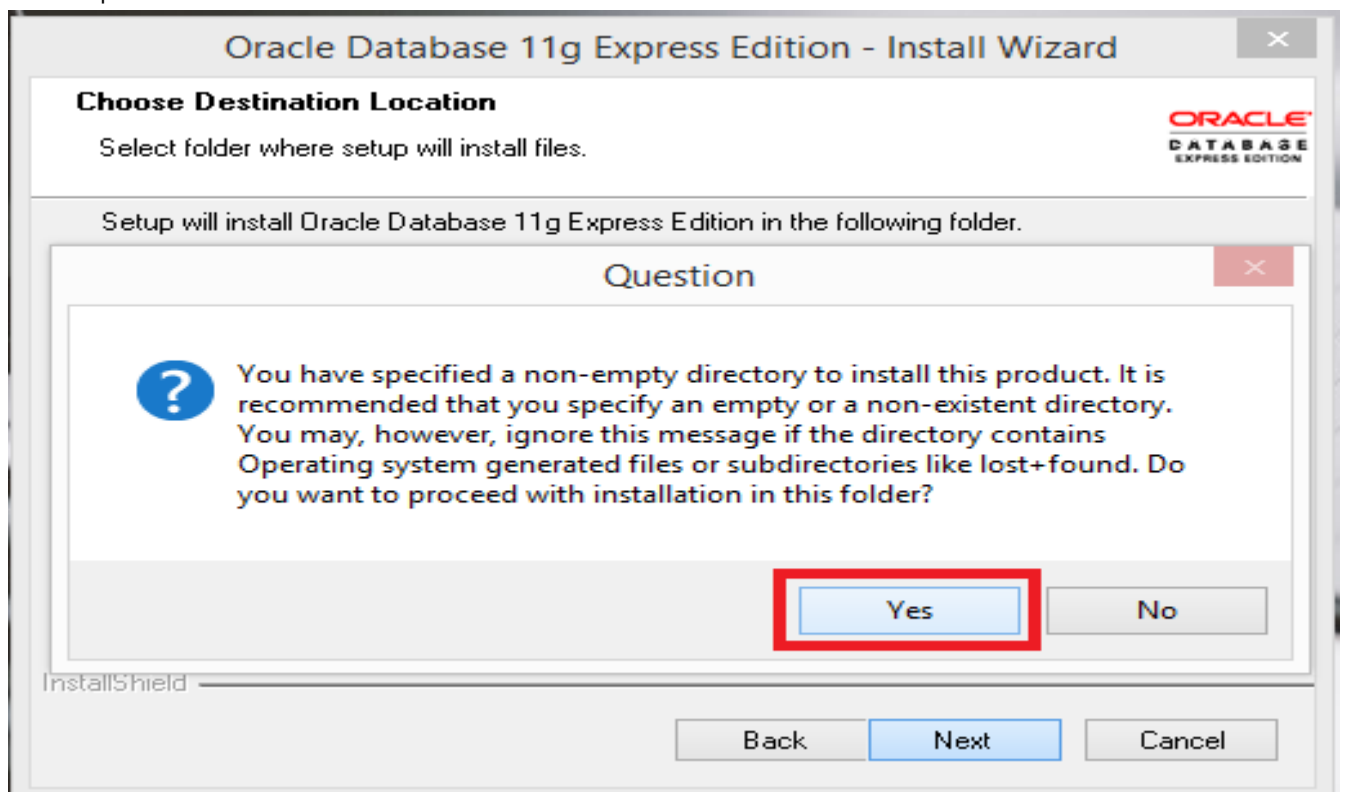 Oracle Database 11g Express Edition - Install Wizard
Choose Destination Location
Select folder where setup will install files.
ORACLE
DATABASE
EXPRESS EDITION
Setup will install Oracle Database 11g Express Edition in the following folder.
Question
You have specified a non-empty directory to install this product. It is
recommended that you specify an empty or a non-existent directory.
You may, however, ignore this message if the directory contains
Operating system generated files or subdirectories like lost+found. Do
you want to proceed with installation in this folder?
Yes No
InstallShield
Back Next Cancel